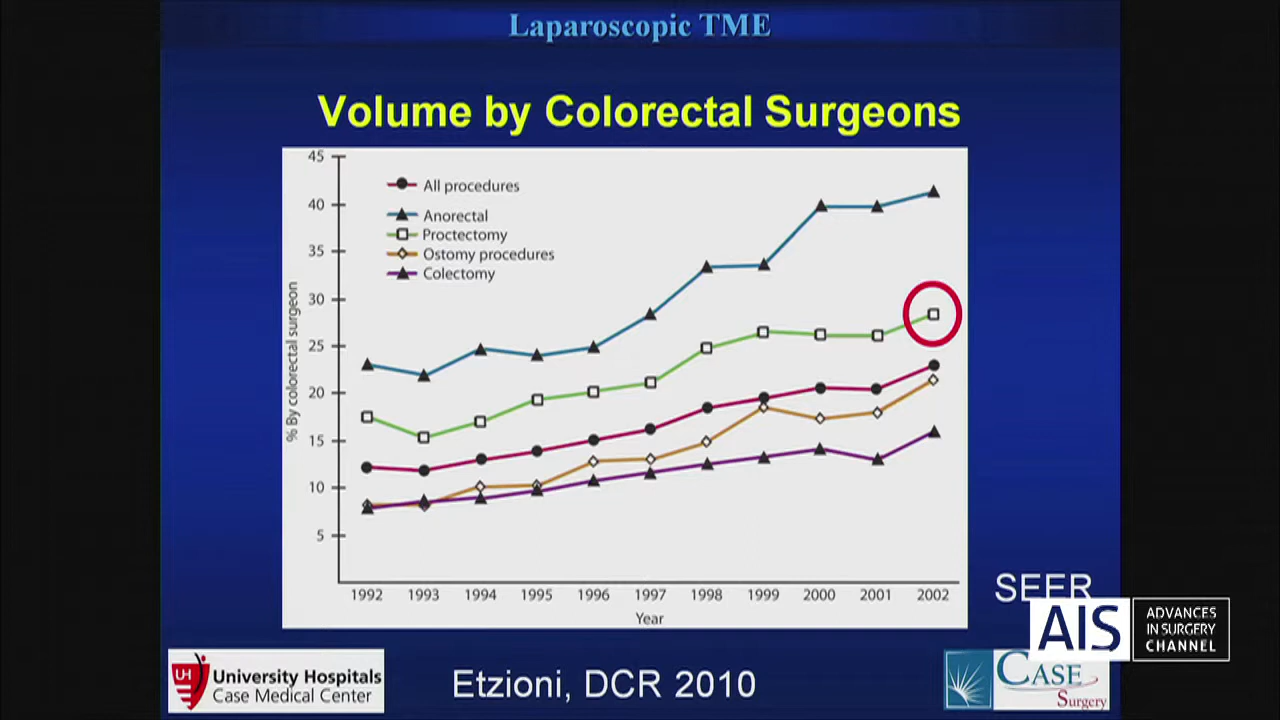 Laparoscopic TME
Volume by Colorectal Surgeons
45
40
35
30
25
20
15
10
5
% By colorectal surgeon
All procedures
Anorectal
Proctectomy
Ostomy procedures
Colectomy
1992 1993 1994 1995 1996 1997 1998 1999 2000 2001 2002
Year
SEER
AIS
ADVANCES
IN SURGERY
CHANNEL
UH
University Hospitals
Case Medical Center
Etzioni, DCR 2010
CASE
Surgery